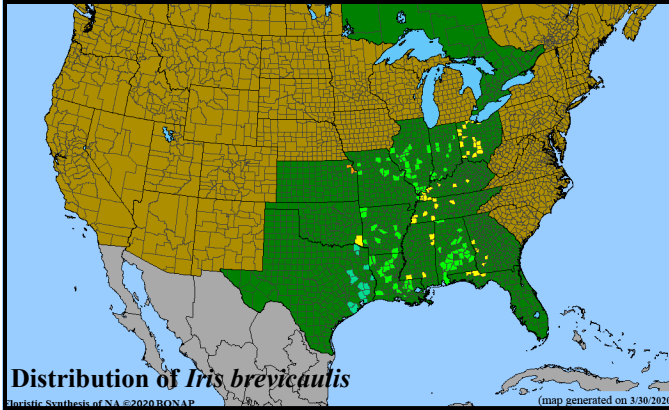 Distribution of Iris brevicaulis
Floristic Synthesis of NA ©2020 BONAP
(map generated on 3/30/2020